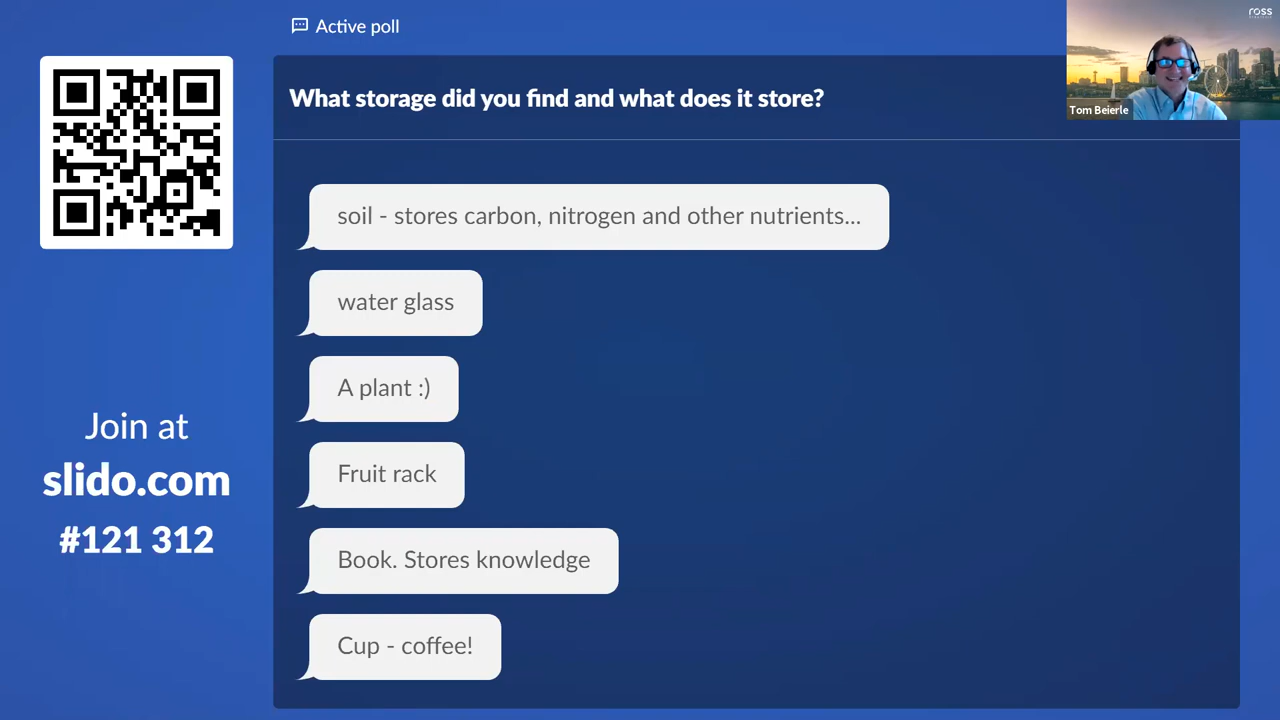 Active poll
ross
What storage did you find and what does it store?
Tom Beierle
soil - stores carbon, nitrogen and other nutrients...
water glass
A plant :)
Fruit rack
Book. Stores knowledge
Cup - coffee!
Join at
slido.com
#121 312